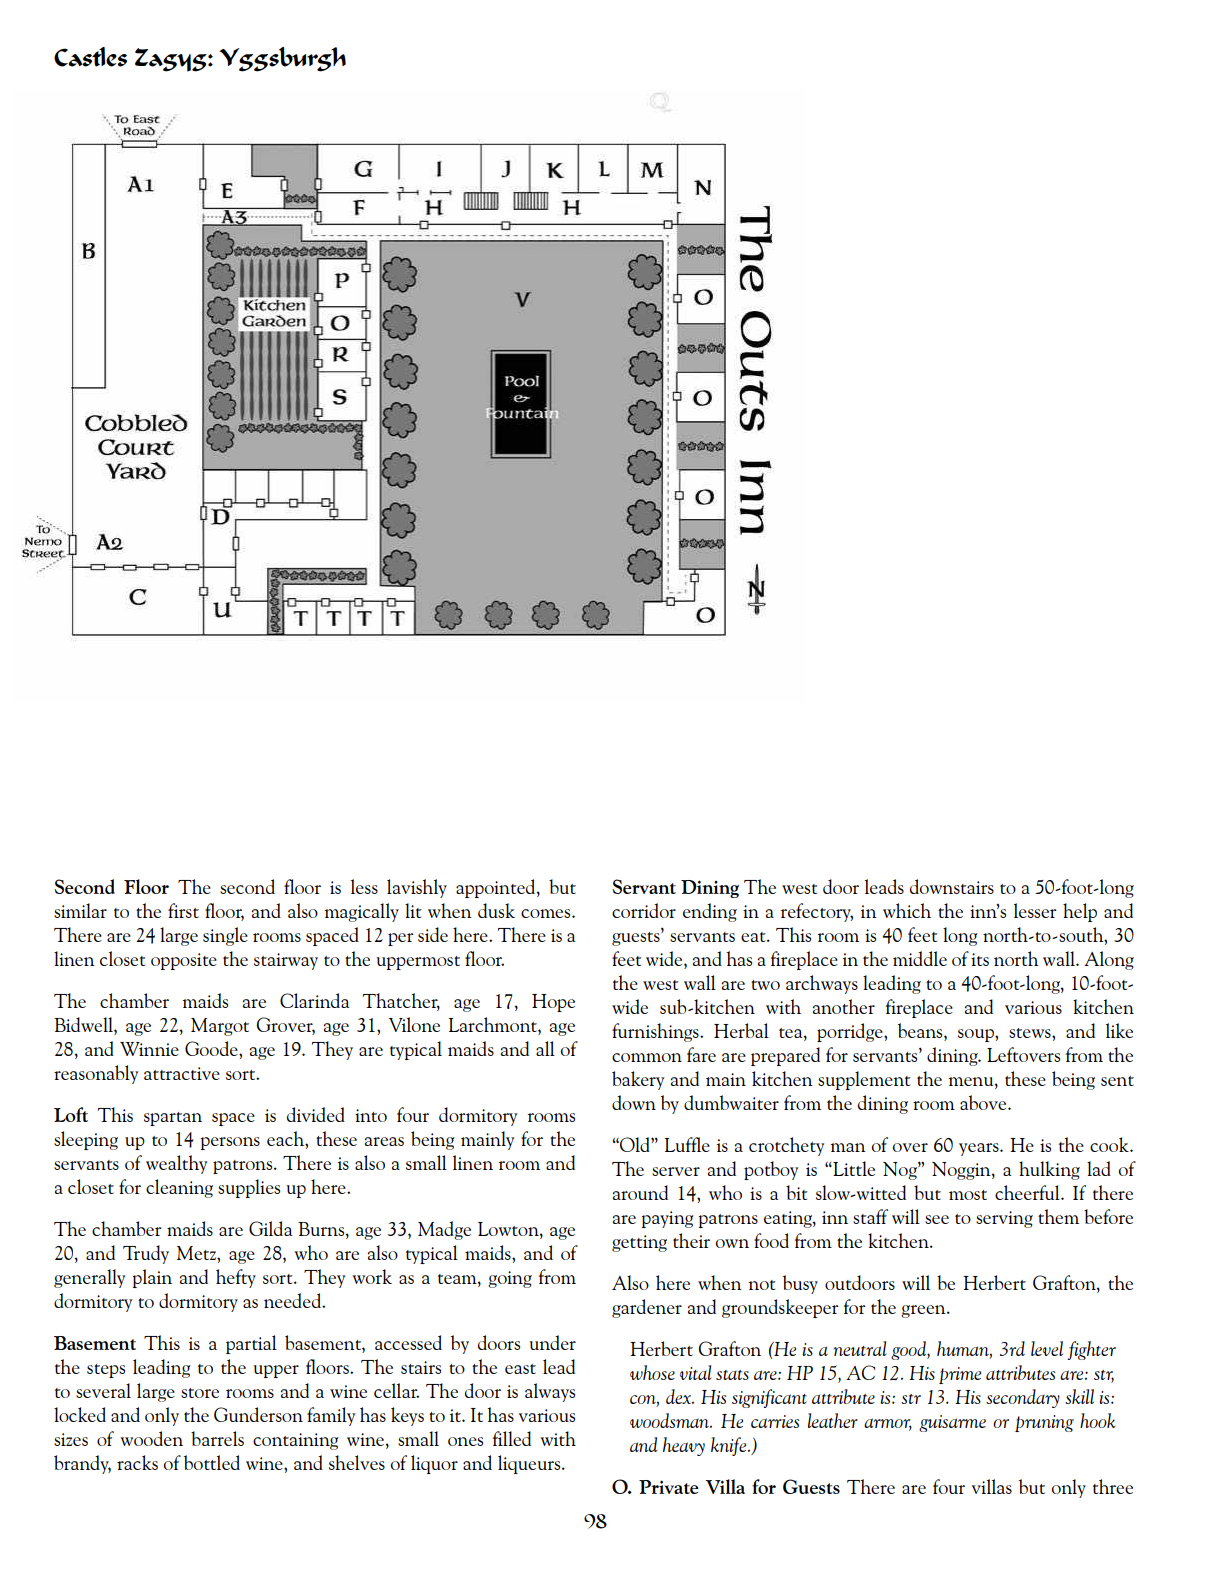 Castles Zagyg: Yggsburgh
Q
To East
Road
A1
B
E
A3
G
I
J
K
L
M
N
F
H
H
P
O
R
S
Kitchen
Garden
V
Pool
&
Fountain
O
O
O
O
The Outs Inn
N
Cobbled
Court
Yard
To
Nemo
Street
A2
D
C
U
T
T
T
T
Second Floor The second floor is less lavishly appointed, but
similar to the first floor, and also magically lit when dusk comes.
There are 24 large single rooms spaced 12 per side here. There is a
linen closet opposite the stairway to the uppermost floor.
The chamber maids are Clarinda Thatcher, age 17, Hope
Bidwell, age 22, Margot Grover, age 31, Vilone Larchmont, age
28, and Winnie Goode, age 19. They are typical maids and all of
reasonably attractive sort.
Loft This spartan space is divided into four dormitory rooms
sleeping up to 14 persons each, these areas being mainly for the
servants of wealthy patrons. There is also a small linen room and
a closet for cleaning supplies up here.
The chamber maids are Gilda Burns, age 33, Madge Lowton, age
20, and Trudy Metz, age 28, who are also typical maids, and of
generally plain and hefty sort. They work as a team, going from
dormitory to dormitory as needed.
Basement This is a partial basement, accessed by doors under
the steps leading to the upper floors. The stairs to the east lead
to several large store rooms and a wine cellar. The door is always
locked and only the Gunderson family has keys to it. It has various
sizes of wooden barrels containing wine, small ones filled with
brandy, racks of bottled wine, and shelves of liquor and liqueurs.
Servant Dining The west door leads downstairs to a 50-foot-long
corridor ending in a refectory, in which the inn's lesser help and
guests' servants eat. This room is 40 feet long north-to-south, 30
feet wide, and has a fireplace in the middle of its north wall. Along
the west wall are two archways leading to a 40-foot-long, 10-foot-
wide sub-kitchen with another fireplace and various kitchen
furnishings. Herbal tea, porridge, beans, soup, stews, and like
common fare are prepared for servants' dining. Leftovers from the
bakery and main kitchen supplement the menu, these being sent
down by dumbwaiter from the dining room above.
“Old” Luffle is a crotchety man of over 60 years. He is the cook.
The server and potboy is “Little Nog” Noggin, a hulking lad of
around 14, who is a bit slow-witted but most cheerful. If there
are paying patrons eating, inn staff will see to serving them before
getting their own food from the kitchen.
Also here when not busy outdoors will be Herbert Grafton, the
gardener and groundskeeper for the green.
Herbert Grafton (He is a neutral good, human, 3rd level fighter
whose vital stats are: HP 15, AC 12. His prime attributes are: str,
con, dex. His significant attribute is: str 13. His secondary skill is:
woodsman. He carries leather armor, guisarme or pruning hook
and heavy knife.)
O. Private Villa for Guests There are four villas but only three
98